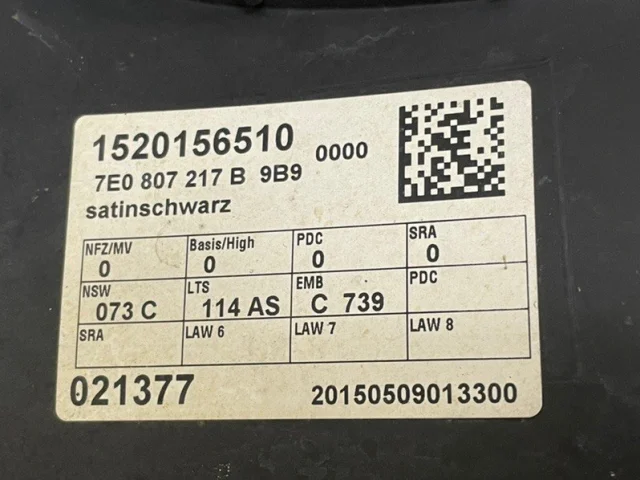 1520156510 0000
7E0 807 217 B 9B9
satinschwarz
NFZ/MV Basis/High PDC SRA
0 0 0 0
NSW LTS EMB PDC
073 C 114 AS C 739
SRA LAW 6 LAW 7 LAW 8
021377 20150509013300